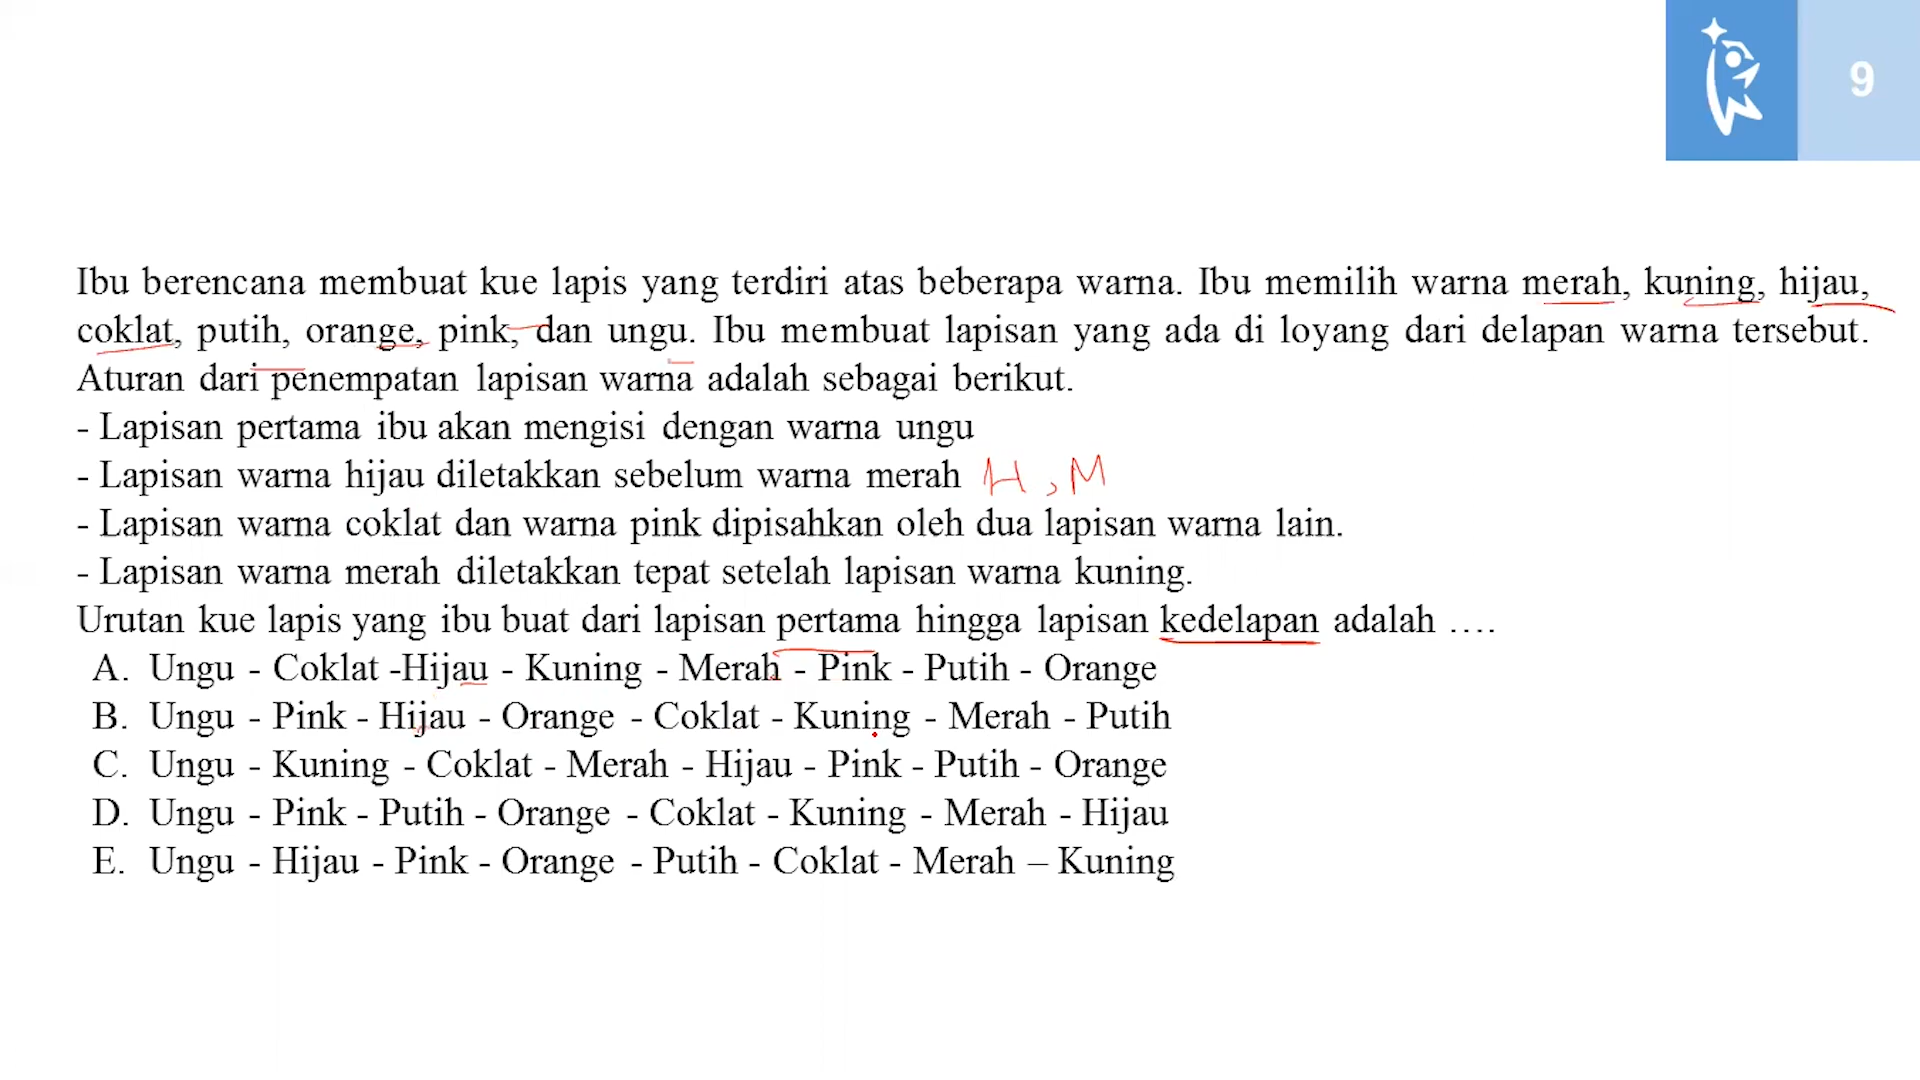 9
Ibu berencana membuat kue lapis yang terdiri atas beberapa warna. Ibu memilih warna merah, kuning, hijau,
coklat, putih, orange, pink, dan ungu. Ibu membuat lapisan yang ada di loyang dari delapan warna tersebut.
Aturan dari penempatan lapisan warna adalah sebagai berikut.
- Lapisan pertama ibu akan mengisi dengan warna ungu
- Lapisan warna hijau diletakkan sebelum warna merah H, M
- Lapisan warna coklat dan warna pink dipisahkan oleh dua lapisan warna lain.
- Lapisan warna merah diletakkan tepat setelah lapisan warna kuning.
Urutan kue lapis yang ibu buat dari lapisan pertama hingga lapisan kedelapan adalah ....
A. Ungu - Coklat -Hijau - Kuning - Merah - Pink - Putih - Orange
B. Ungu - Pink - Hijau - Orange - Coklat - Kuning - Merah - Putih
C. Ungu - Kuning - Coklat - Merah - Hijau - Pink - Putih - Orange
D. Ungu - Pink - Putih - Orange - Coklat - Kuning - Merah - Hijau
E. Ungu - Hijau - Pink - Orange - Putih - Coklat - Merah – Kuning